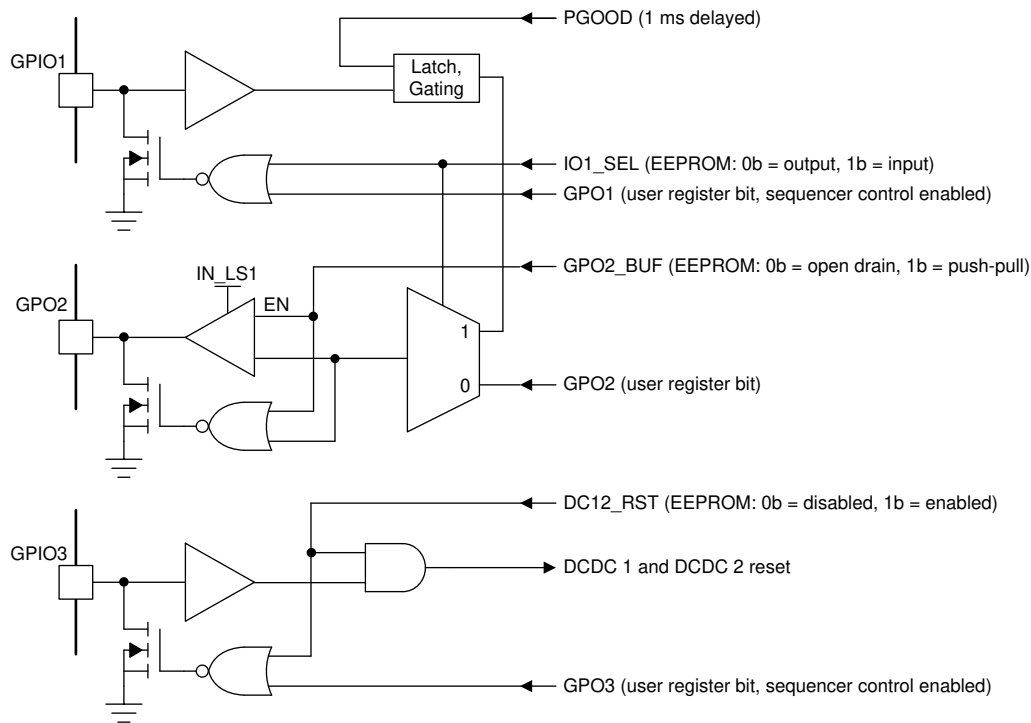 PGOOD (1 ms delayed)
GPIO1
Latch,
Gating
IO1_SEL (EEPROM: 0b = output, 1b = input)
GPO1 (user register bit, sequencer control enabled)
GPO2_BUF (EEPROM: 0b = open drain, 1b = push-pull)
IN_LS1
GPO2
EN
1
0
GPO2 (user register bit)
DC12_RST (EEPROM: 0b = disabled, 1b = enabled)
GPIO3
DCDC 1 and DCDC 2 reset
GPO3 (user register bit, sequencer control enabled)